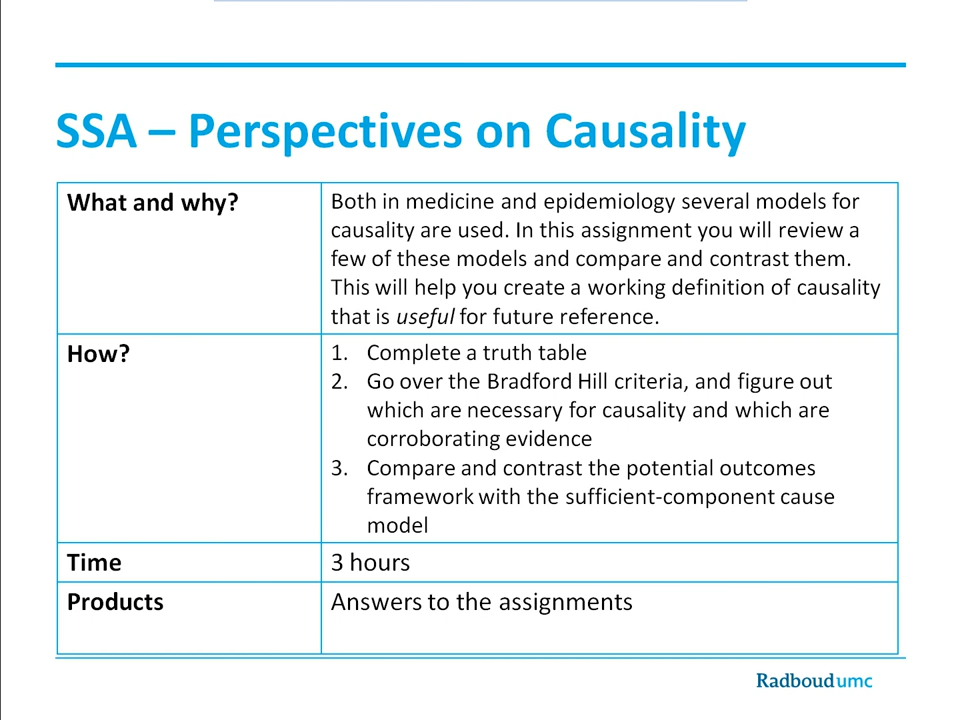 SSA – Perspectives on Causality
What and why?
Both in medicine and epidemiology several models for
causality are used. In this assignment you will review a
few of these models and compare and contrast them.
This will help you create a working definition of causality
that is useful for future reference.
How?
1. Complete a truth table
2. Go over the Bradford Hill criteria, and figure out
which are necessary for causality and which are
corroborating evidence
3. Compare and contrast the potential outcomes
framework with the sufficient-component cause
model
Time
3 hours
Products
Answers to the assignments
Radboudumc